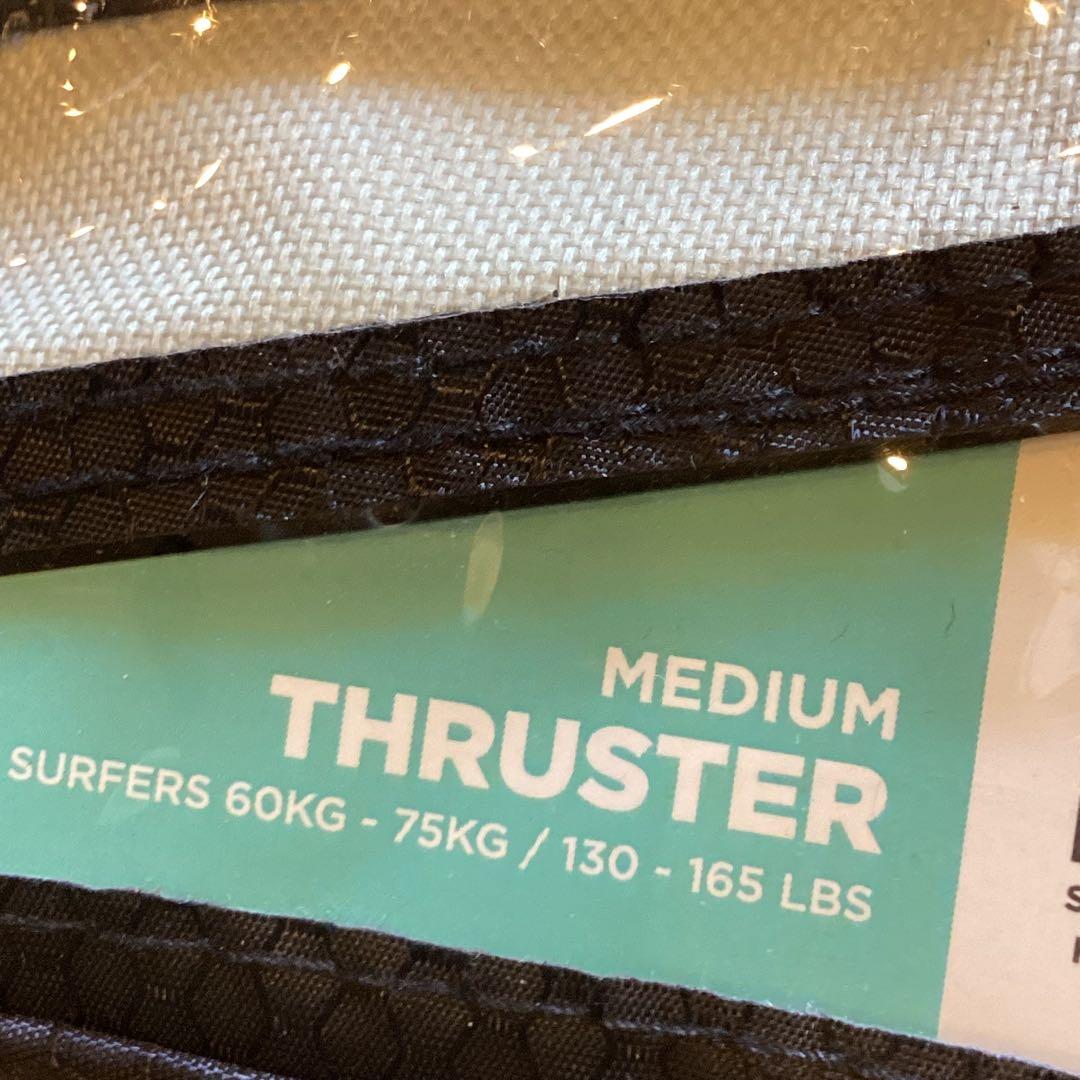 MEDIUM
THRUSTER
SURFERS 60KG - 75KG / 130 - 165 LBS